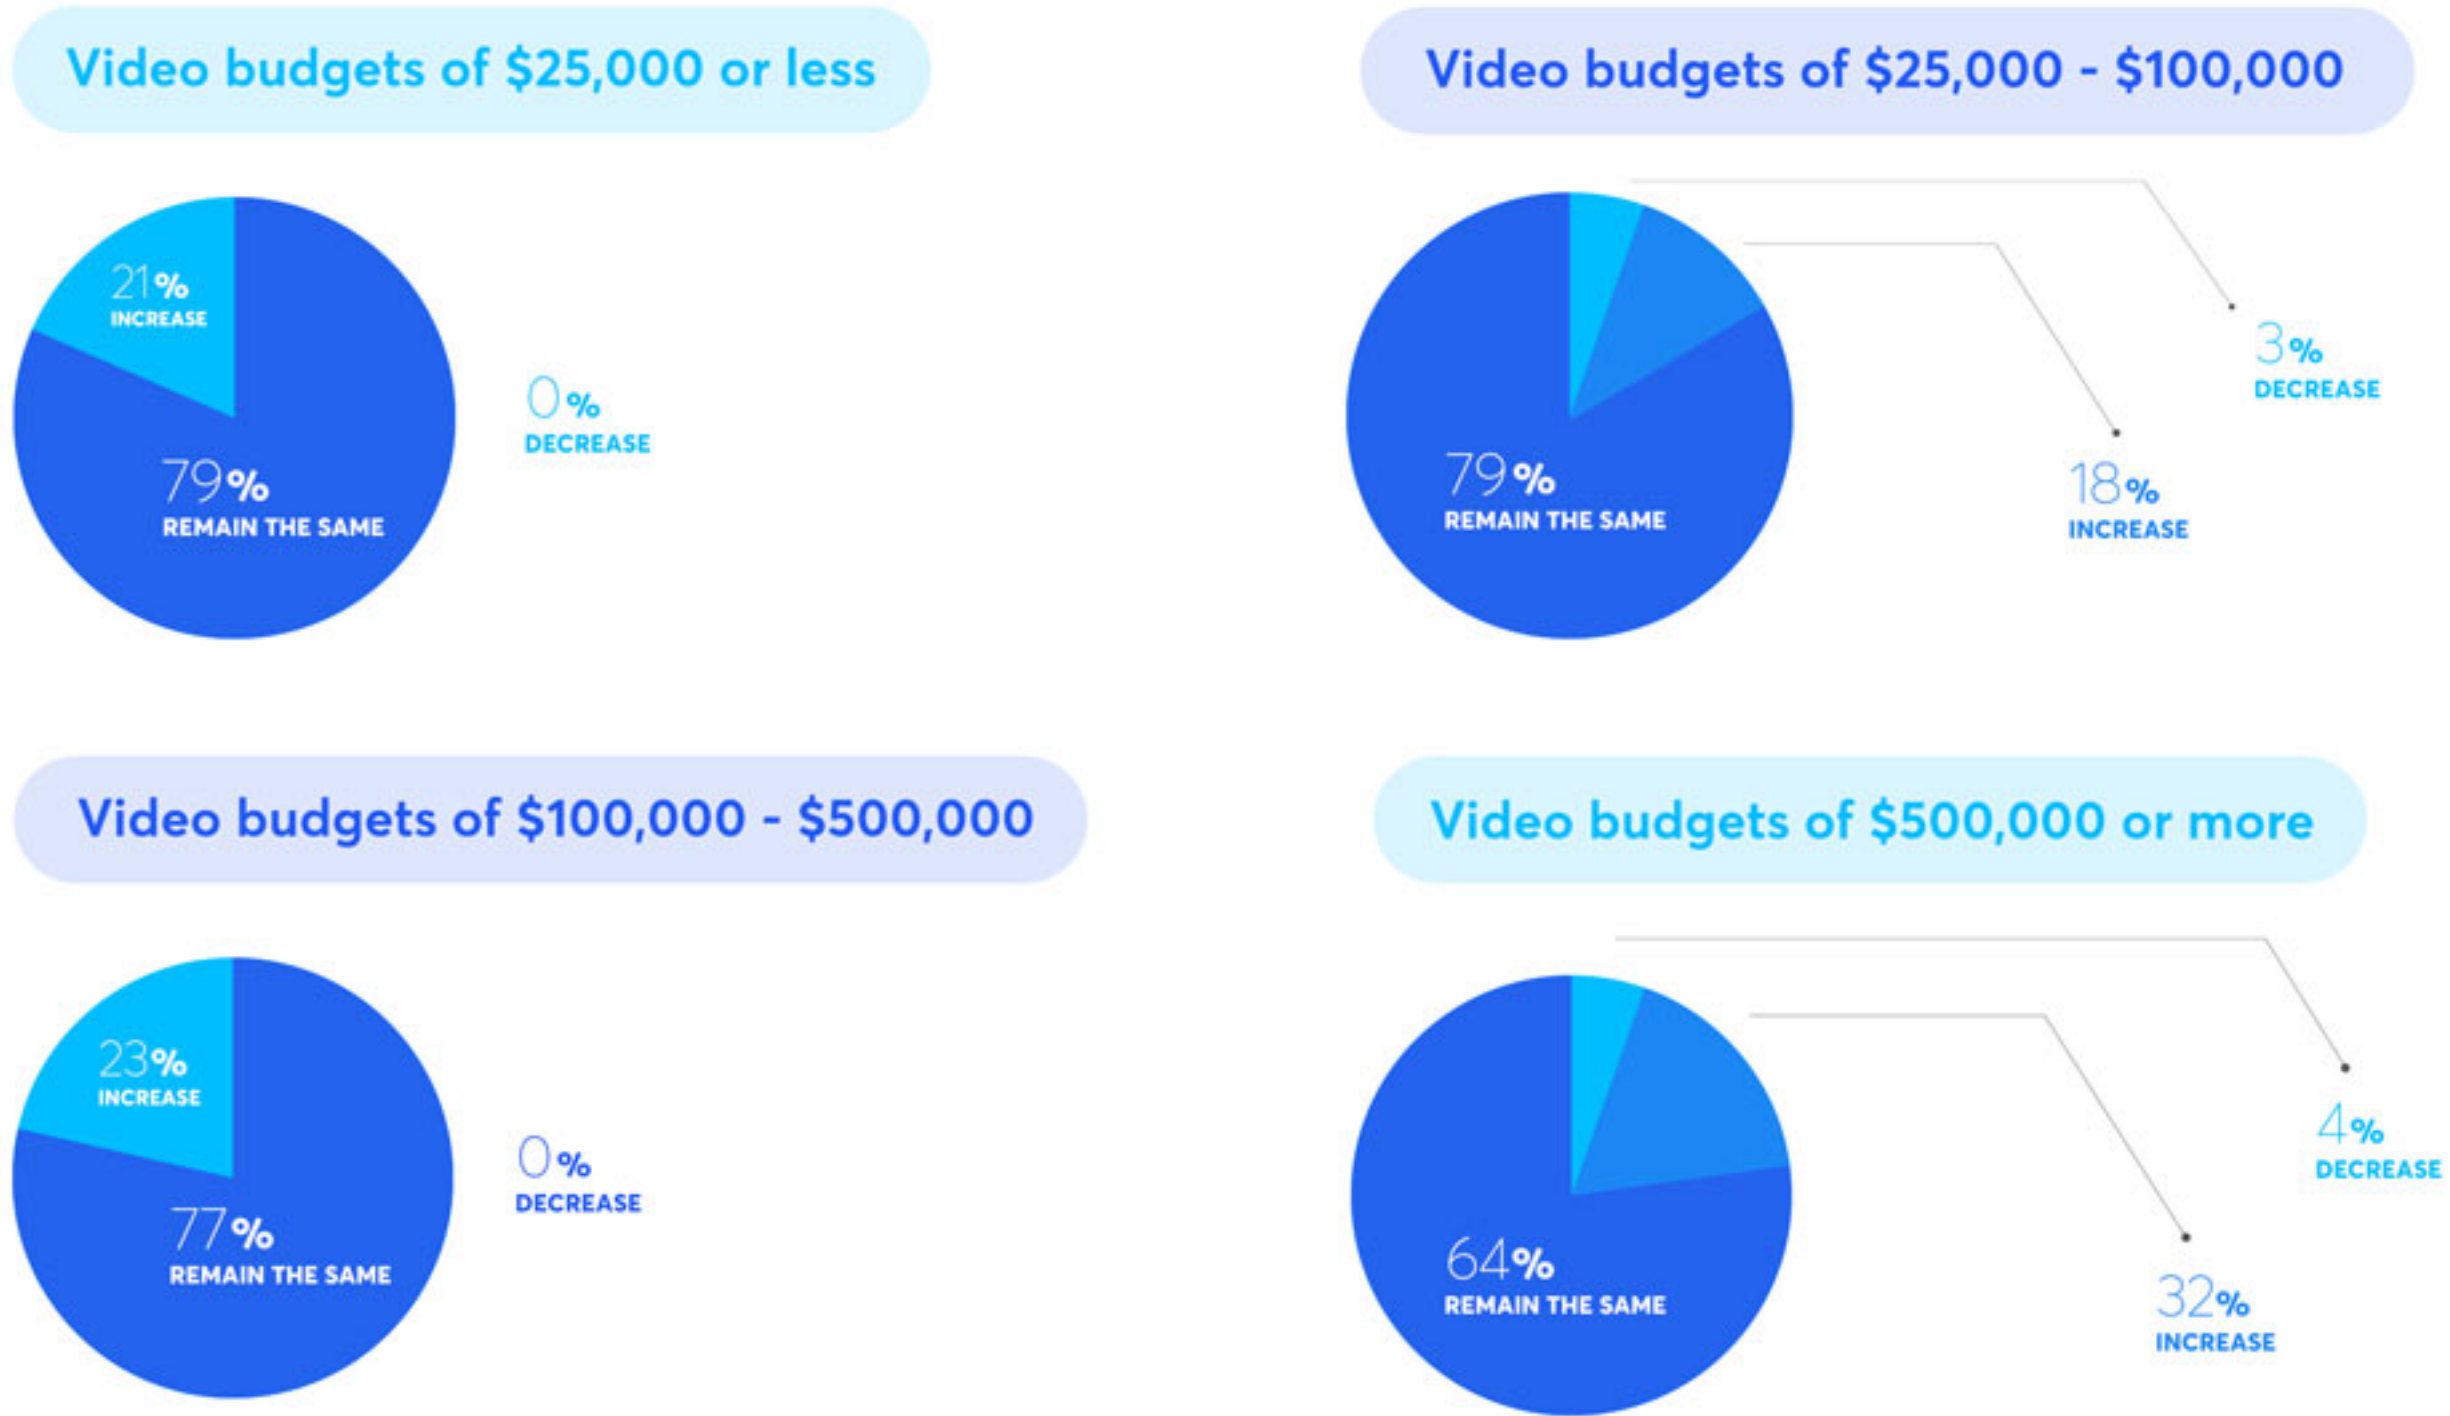 Video budgets of $25,000 or less
21%
INCREASE
79%
REMAIN THE SAME
0%
DECREASE
Video budgets of $25,000 - $100,000
79%
REMAIN THE SAME
3%
DECREASE
18%
INCREASE
Video budgets of $100,000 - $500,000
23%
INCREASE
77%
REMAIN THE SAME
0%
DECREASE
Video budgets of $500,000 or more
64%
REMAIN THE SAME
4%
DECREASE
32%
INCREASE